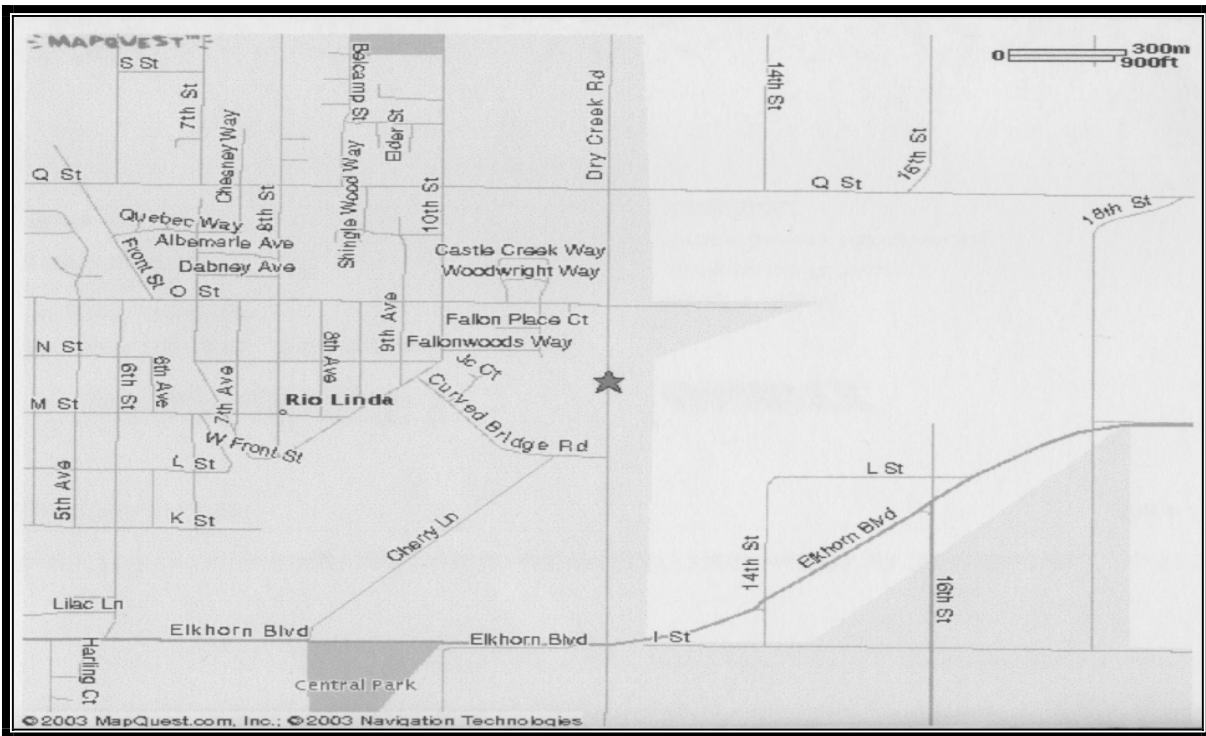 MAPQUEST™
0 300m
900ft
S St
7th St
Chesney Way
8th St
Belcamp St
Elder St
Shingle Wood Way
10th St
Dry Creek Rd
14th St
16th St
Q St
Q St
18th St
Quebec Way
Albemarle Ave
Front St
Dabney Ave
O St
Castle Creek Way
Woodwright Way
9th Ave
Fallon Place Ct
Fallonwoods Way
N St
6th St
6th Ave
7th Ave
8th Ave
Jc Ct
M St
Rio Linda
Curved Bridge Rd
W Front St
L St
L St
5th Ave
K St
Cherry Ln
Elkhorn Blvd
14th St
16th St
Lilac Ln
Elkhorn Blvd
Elkhorn Blvd
I St
Harling Ct
Central Park
©2003 MapQuest.com, Inc.; ©2003 Navigation Technologies